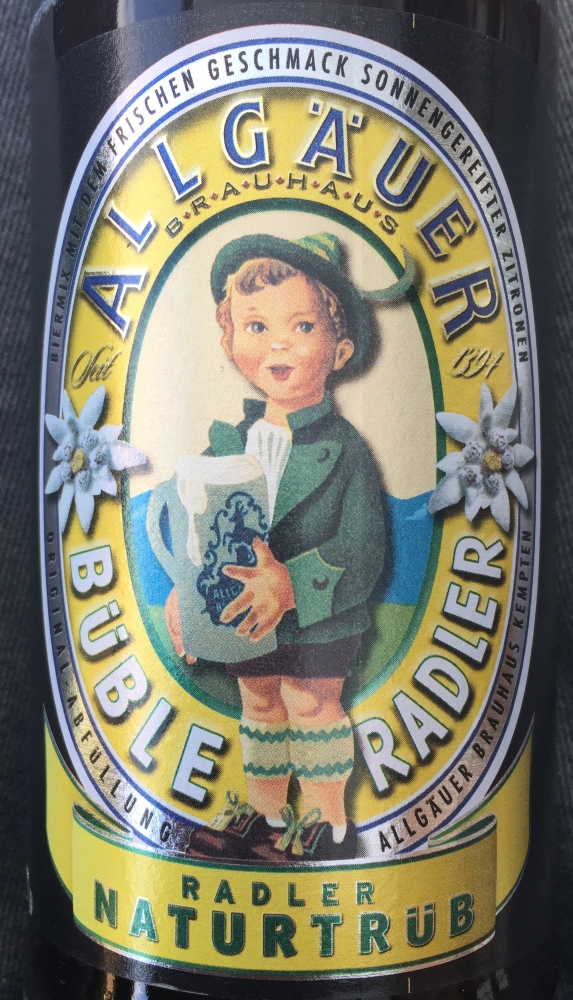 BIERMIX MIT DEM FRISCHEN GESCHMACK SONNENGEREIFTER ZITRONEN
ALLGÄUER
B·R·A·U·H·A·U·S
Seit 1394
ALLG
BÜBLE RADLER
ORIGINAL-ABFÜLLUNG ALLGÄUER BRAUHAUS KEMPTEN
RADLER
NATURTRÜB